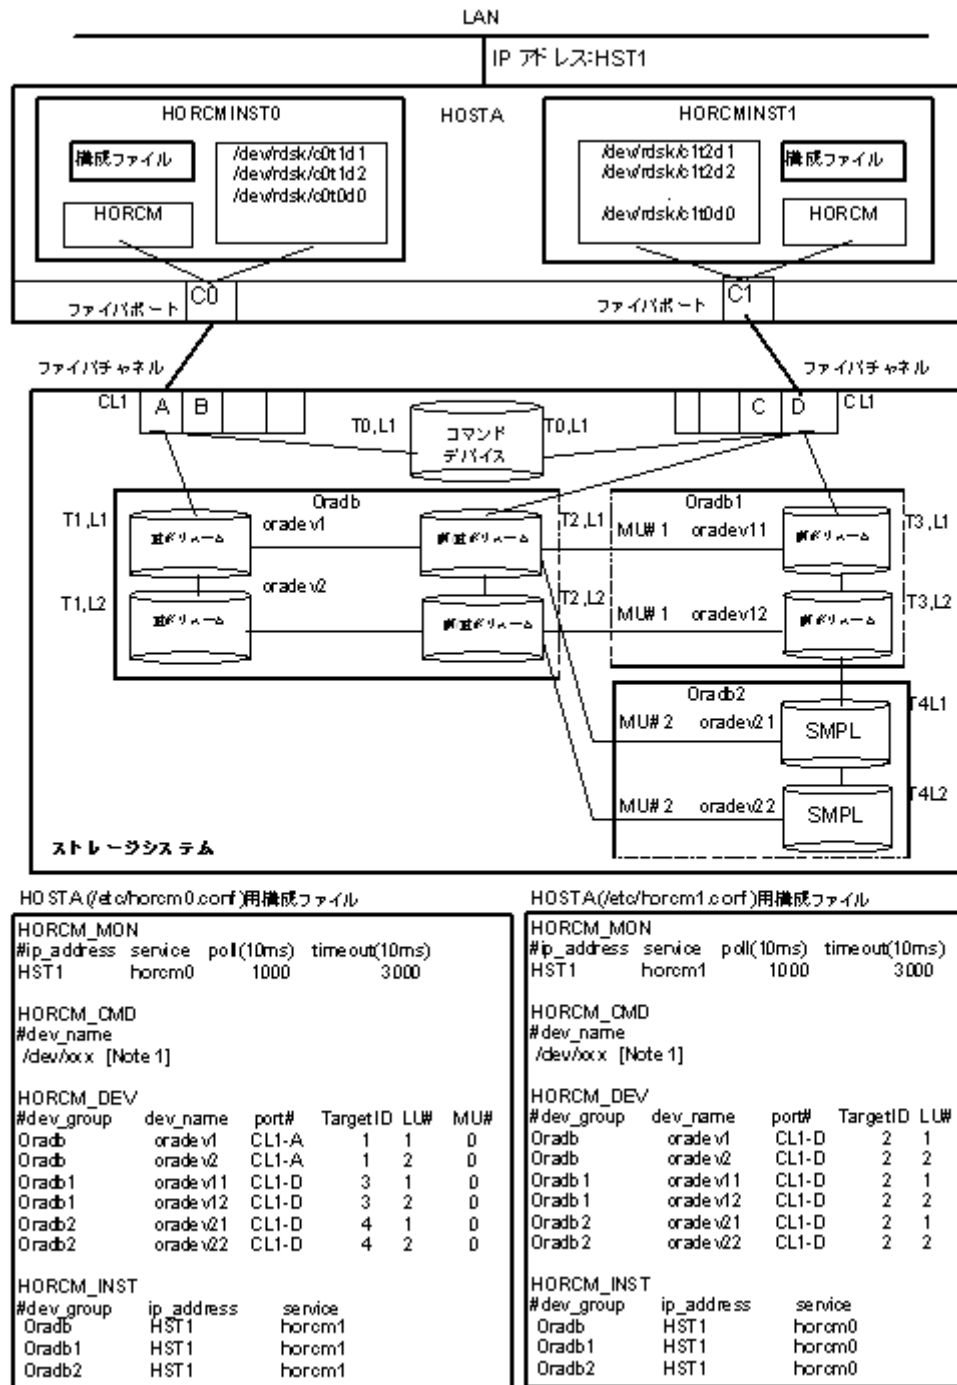 LAN
IP アドレス:HST1
HOSTA
HORCMINST0
構成ファイル
HORCM
/dev/rdsk/c0t1d1
/dev/rdsk/c0t1d2
/dev/rdsk/c0t0d0
HORCMINST1
/dev/rdsk/c1t2d1
/dev/rdsk/c1t2d2
/dev/rdsk/c1t0d0
構成ファイル
HORCM
ファイバポート
C0
ファイバポート
C1
ファイバチャネル
ファイバチャネル
CL1
A
B
T0,L1
コマンド
デバイス
T0,L1
C
D
CL1
Oradb
T1,L1
正ボリューム
oradev1
副/正ボリューム
T2,L1
T1,L2
正ボリューム
oradev2
副/正ボリューム
T2,L2
Oradb1
MU# 1
oradev11
副ボリューム
T3,L1
MU# 1
oradev12
副ボリューム
T3,L2
Oradb2
MU# 2
oradev21
SMPL
T4L1
MU# 2
oradev22
SMPL
T4L2
ストレージシステム
HOSTA(/etc/horcm0.conf)用構成ファイル
HORCM_MON
#ip_address service poll(10ms) timeout(10ms)
HST1 horcm0 1000 3000
HORCM_CMD
#dev_name
/dev/xxx [Note 1]
HORCM_DEV
#dev_group dev_name port# TargetID LU# MU#
Oradb oradev1 CL1-A 1 1 0
Oradb oradev2 CL1-A 1 2 0
Oradb1 oradev11 CL1-D 3 1 0
Oradb1 oradev12 CL1-D 3 2 0
Oradb2 oradev21 CL1-D 4 1 0
Oradb2 oradev22 CL1-D 4 2 0
HORCM_INST
#dev_group ip_address service
Oradb HST1 horcm1
Oradb1 HST1 horcm1
Oradb2 HST1 horcm1
HOSTA(/etc/horcm1.conf)用構成ファイル
HORCM_MON
#ip_address service poll(10ms) timeout(10ms)
HST1 horcm1 1000 3000
HORCM_CMD
#dev_name
/dev/xxx [Note 1]
HORCM_DEV
#dev_group dev_name port# TargetID LU#
Oradb oradev1 CL1-D 2 1
Oradb oradev2 CL1-D 2 2
Oradb1 oradev11 CL1-D 2 1
Oradb1 oradev12 CL1-D 2 2
Oradb2 oradev21 CL1-D 2 1
Oradb2 oradev22 CL1-D 2 2
HORCM_INST
#dev_group ip_address service
Oradb HST1 horcm0
Oradb1 HST1 horcm0
Oradb2 HST1 horcm0